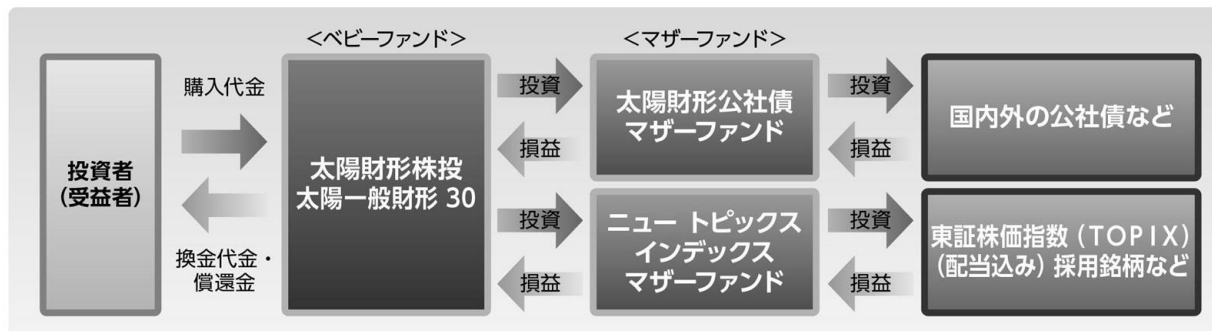 <ベビーファンド>
<マザーファンド>
投資者
(受益者)
購入代金
換金代金・
償還金
太陽財形株投
太陽一般財形 30
投資
損益
太陽財形公社債
マザーファンド
投資
損益
国内外の公社債など
投資
損益
ニュー トピックス
インデックス
マザーファンド
投資
損益
東証株価指数(TOPIX)
(配当込み)採用銘柄など